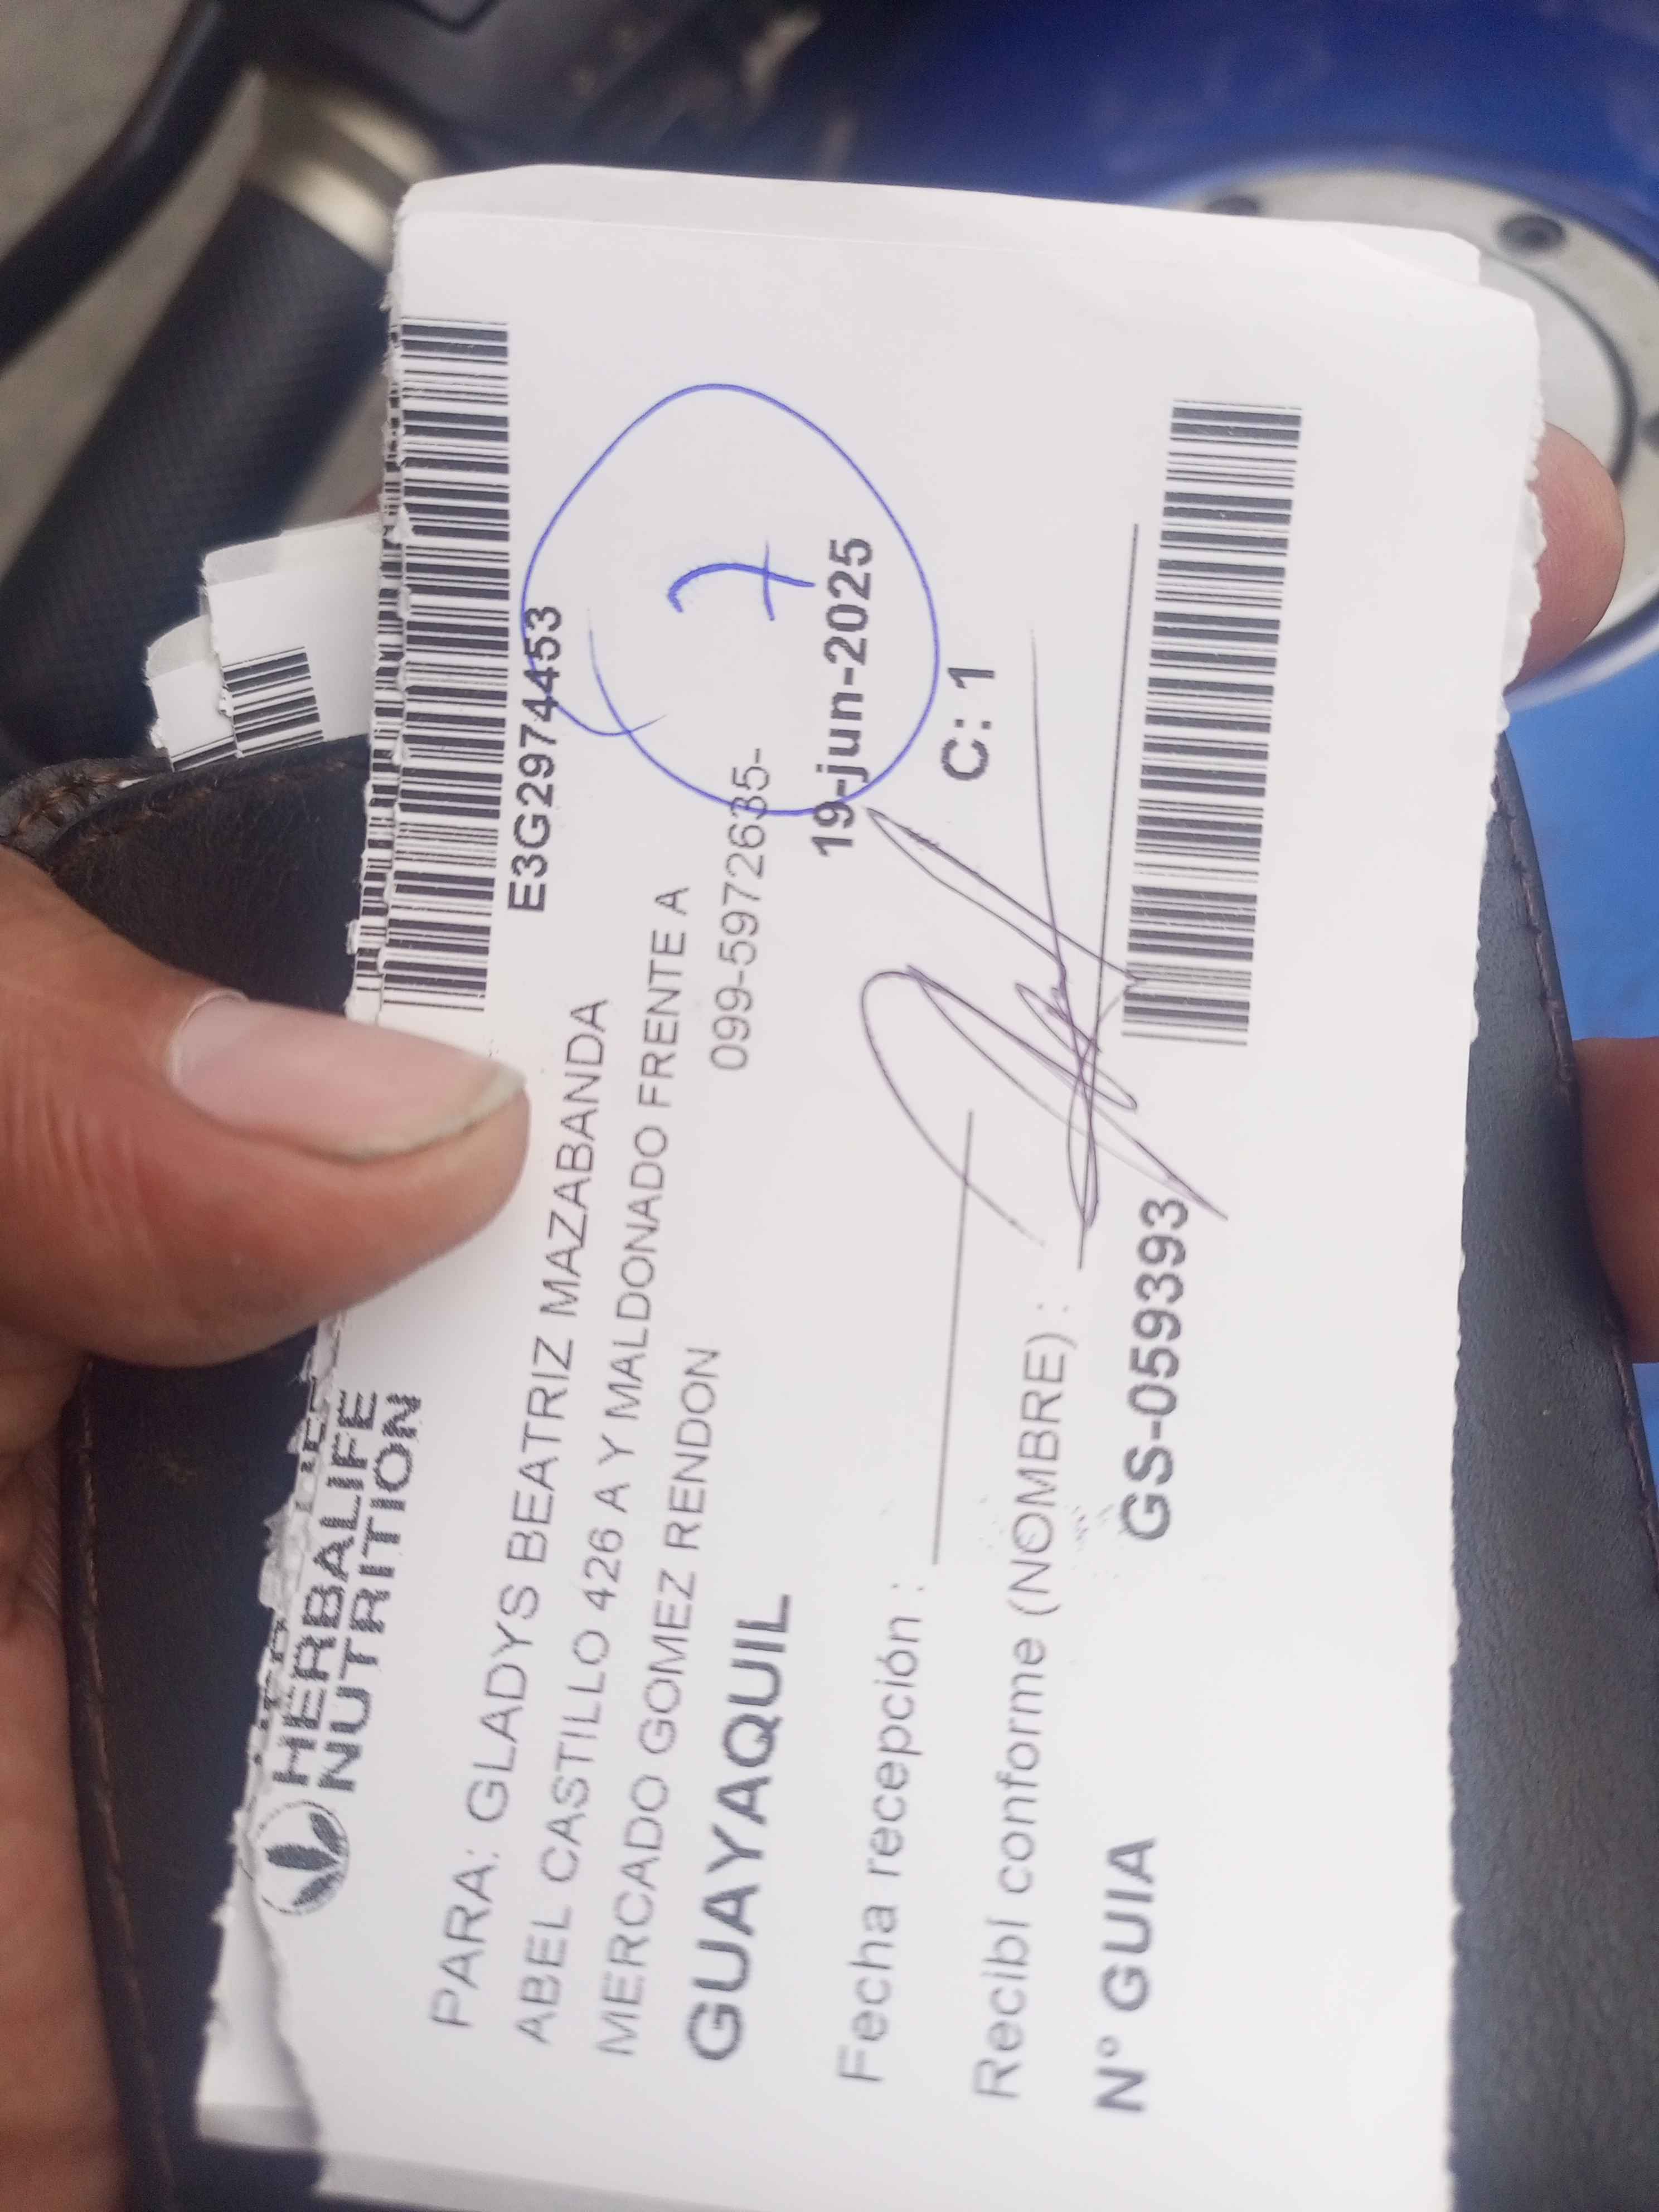 HERBALIFE
NUTRITION
E3G2974453
PARA: GLADYS BEATRIZ MAZABANDA
ABEL CASTILLO 426 A Y MALDONADO FRENTE A
MERCADO GOMEZ RENDON
099-5972635-
GUAYAQUIL
7
19-jun-2025
Fecha recepción :
C: 1
Recibí conforme (NOMBRE) :
N° GUIA
GS-059393